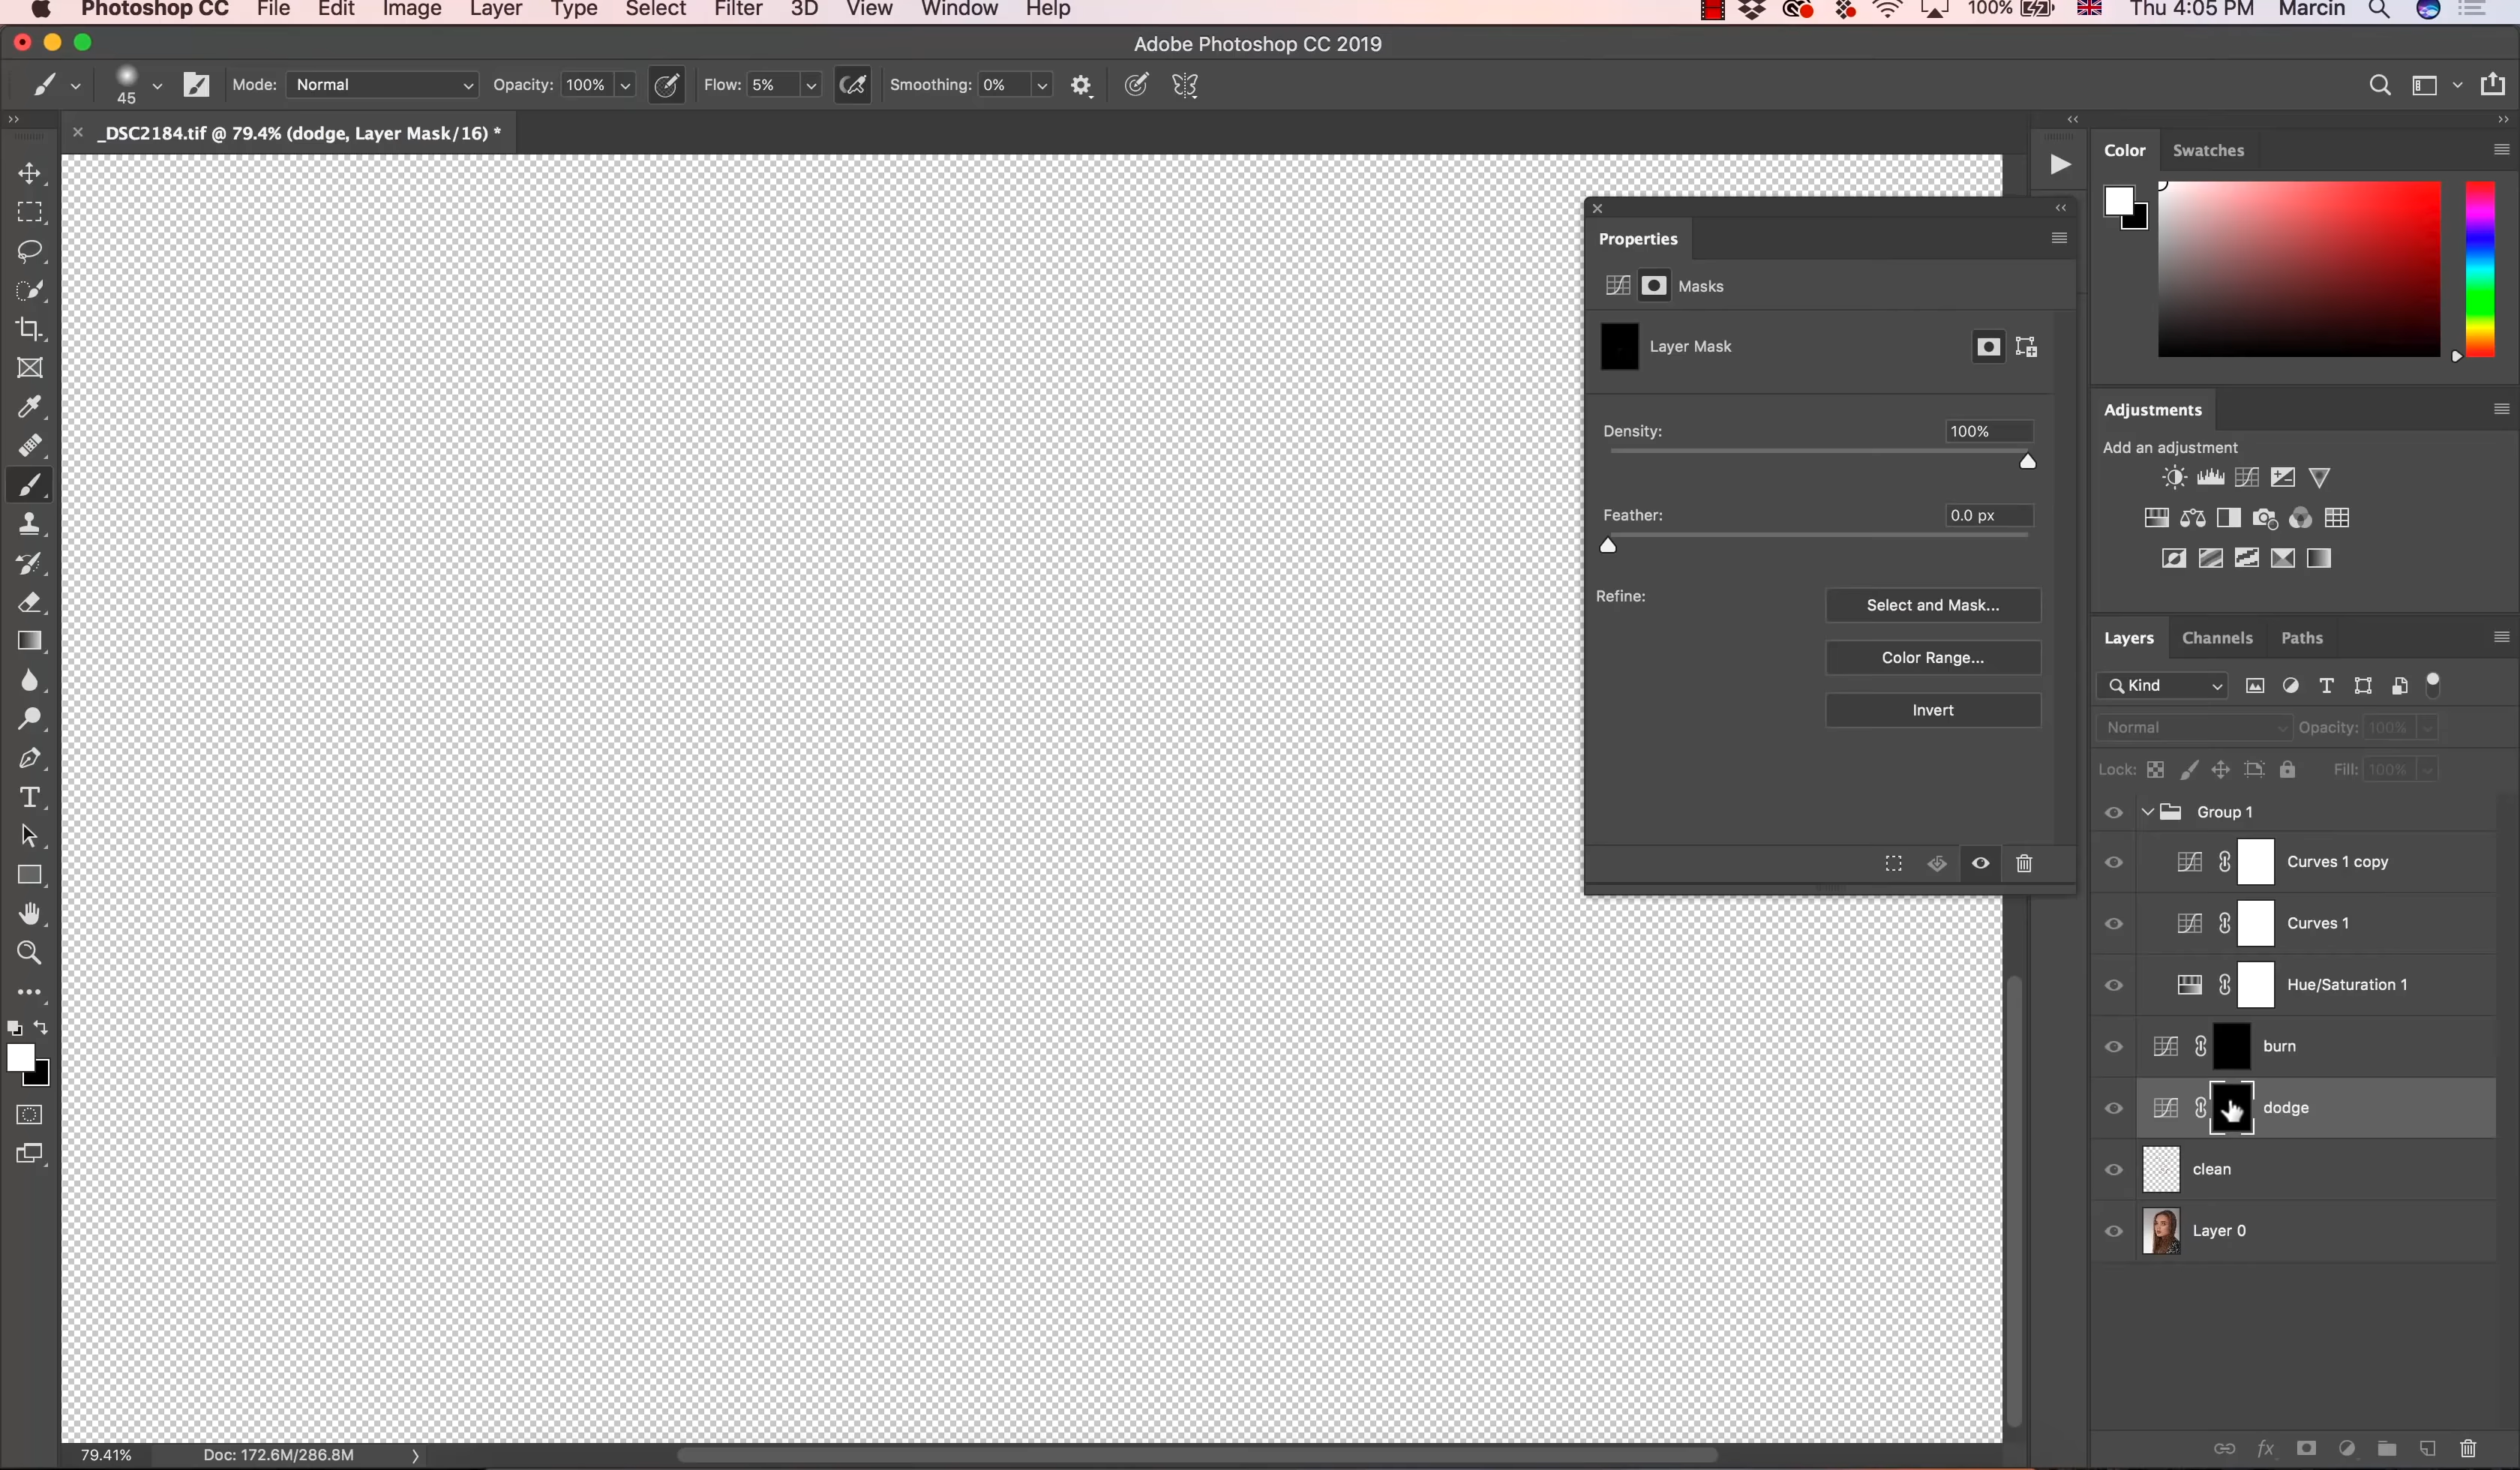 Photoshop CC File Edit Image Layer Type Select Filter 3D View Window Help 100% Thu 4:05 PM Marcin
Adobe Photoshop CC 2019
45 Mode: Normal Opacity: 100% Flow: 5% Smoothing: 0%
_DSC2184.tif @ 79.4% (dodge, Layer Mask/16) *
Color Swatches
Properties
Masks
Layer Mask
Density: 100%
Feather: 0.0 px
Refine:
Select and Mask...
Color Range...
Invert
Adjustments
Add an adjustment
Layers Channels Paths
Kind
Normal Opacity: 100%
Lock: Fill: 100%
Group 1
Curves 1 copy
Curves 1
Hue/Saturation 1
burn
dodge
clean
Layer 0
79.41% Doc: 172.6M/286.8M